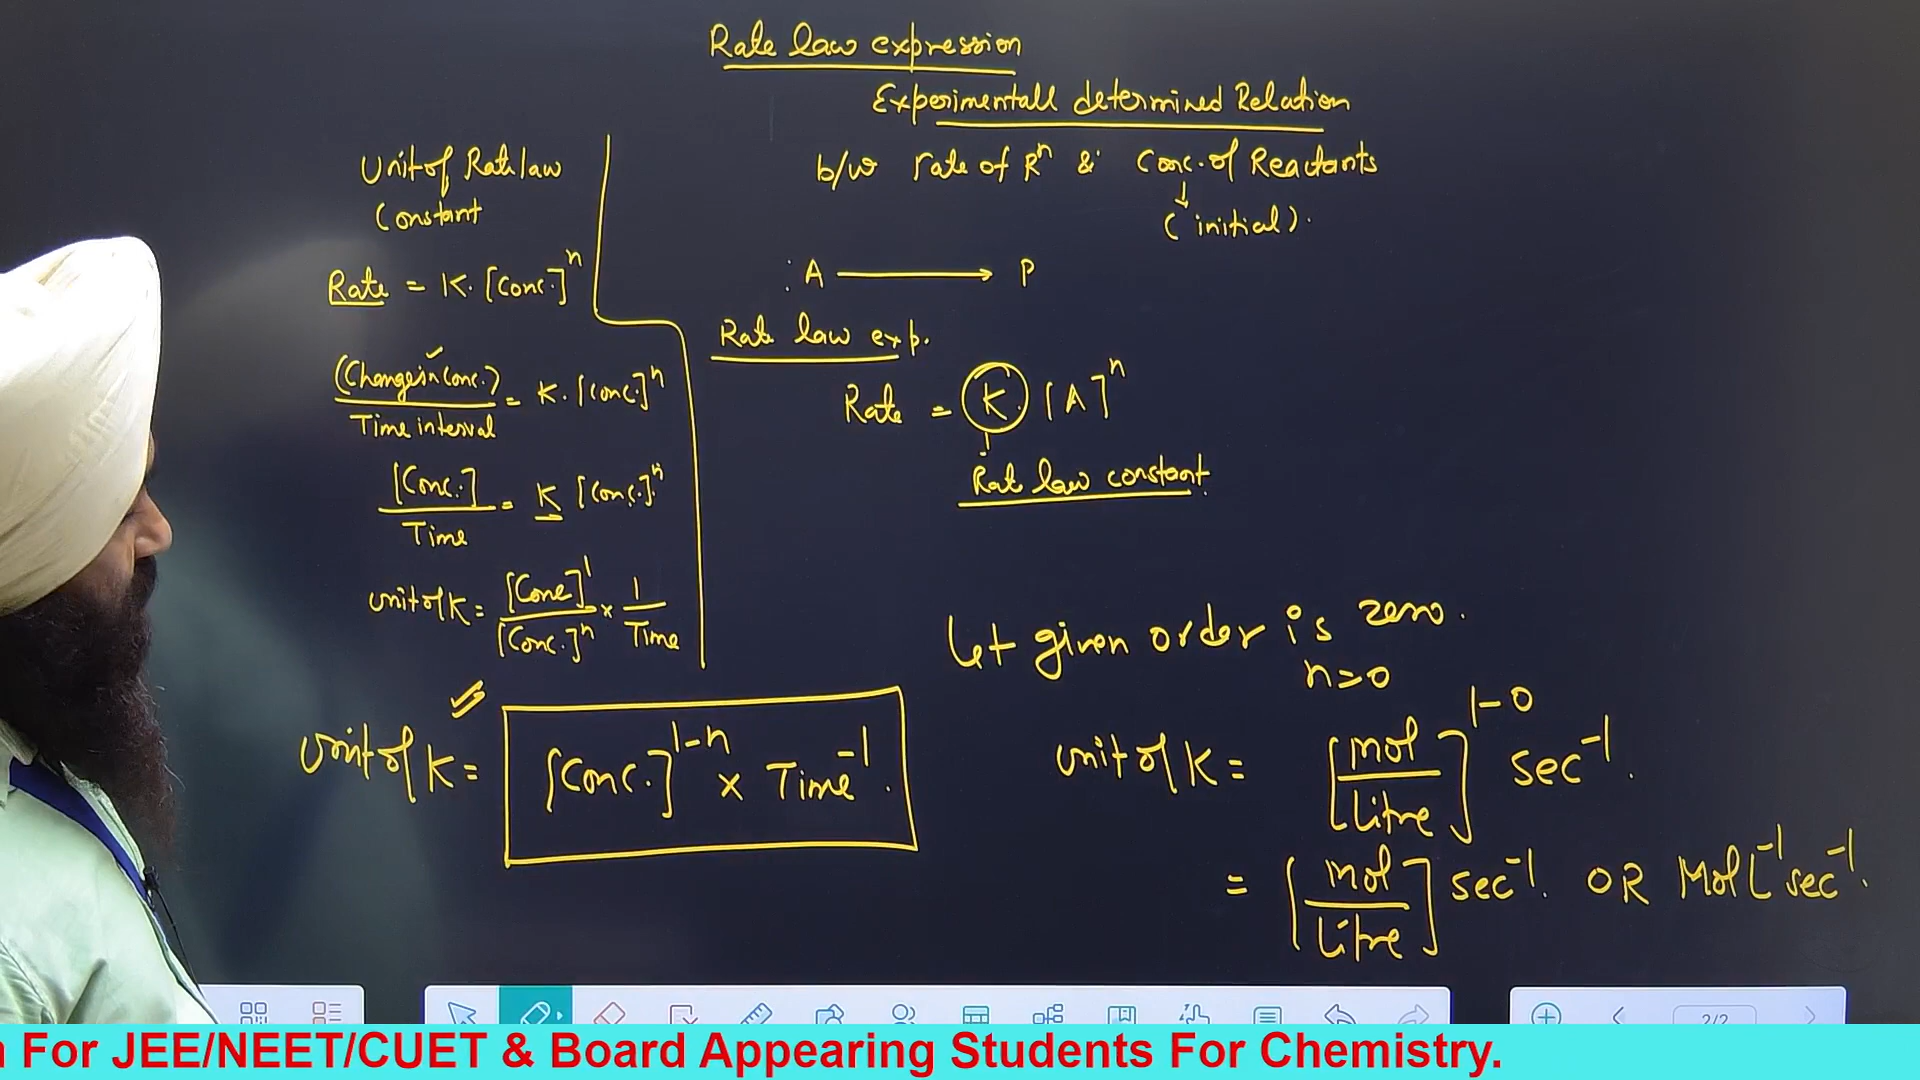 Rate law expression
Experimentall determined Relation
b/w rate of Rⁿ & Conc. of Reactants
↓
(initial).
A ⟶ P
Rate law exp.
Rate = K [A]ⁿ
Rate law constant
Unit of Rate law
Constant
Rate = K. [Conc.]ⁿ
(Change in Conc.) / Time interval = K. [Conc.]ⁿ
[Conc.] / Time = K [Conc.]ⁿ
unit of K = [Conc]¹ / [Conc.]ⁿ × 1 / Time
Unit of K = [Conc.]¹⁻ⁿ × Time⁻¹.
Let given order is zero.
n=0
unit of K = [mol / Litre]¹⁻⁰ sec⁻¹.
= [mol / Litre] sec⁻¹. OR Mol L⁻¹ sec⁻¹.
2/2
For JEE/NEET/CUET & Board Appearing Students For Chemistry.